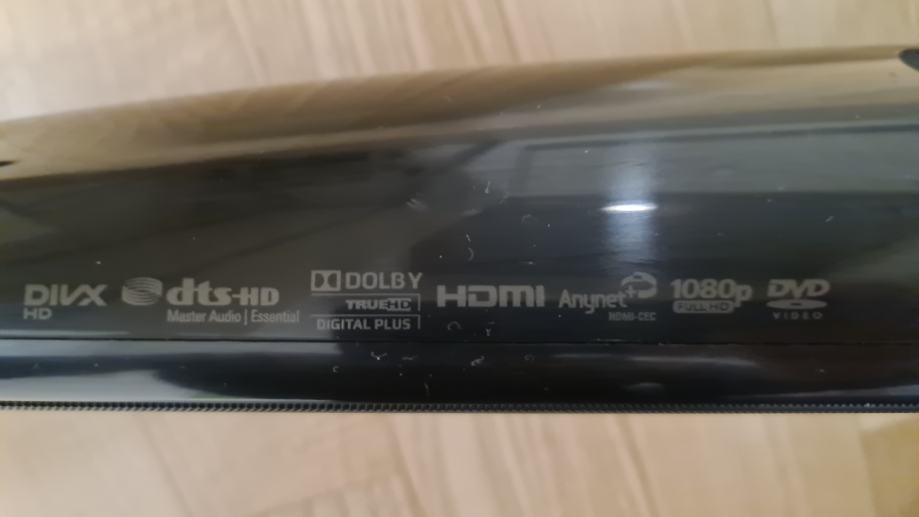 DIVX
HD
dts-HD
Master Audio | Essential
DOLBY
TRUEHD
DIGITAL PLUS
HDMI
Anynet+
HDMI-CEC
1080p
FULL HD
DVD
VIDEO